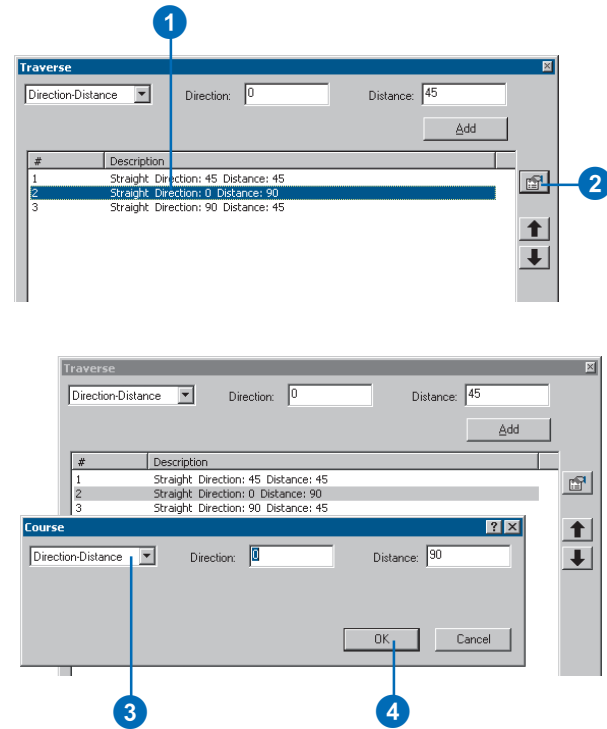 1
Traverse
Direction-Distance Direction: 0 Distance: 45
Add
# Description
1 Straight Direction: 45 Distance: 45
2 Straight Direction: 0 Distance: 90
3 Straight Direction: 90 Distance: 45
2
Traverse
Direction-Distance Direction: 0 Distance: 45
Add
# Description
1 Straight Direction: 45 Distance: 45
2 Straight Direction: 0 Distance: 90
3 Straight Direction: 90 Distance: 45
Course
Direction-Distance Direction: 0 Distance: 90
OK Cancel
3 4